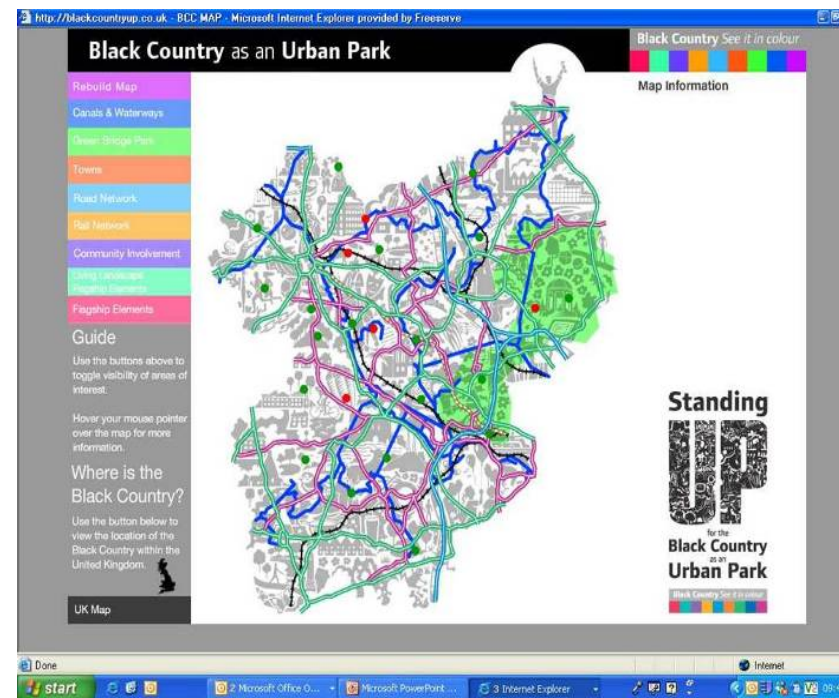 http://blackcountryup.co.uk - BCC MAP - Microsoft Internet Explorer provided by Freeserve
Black Country as an Urban Park
Black Country See it in colour
Rebuild Map
Canals & Waterways
Green Bridge Park
Towns
Road Network
Rail Network
Community Involvement
Living Landscape
Flagship Elements
Flagship Elements
Guide
Use the buttons above to
toggle visibility of areas of
interest.
Hover your mouse pointer
over the map for more
information.
Where is the
Black Country?
Use the button below to
view the location of the
Black Country within the
United Kingdom.
UK Map
Map Information
Standing
UP
for the
Black Country
as an
Urban Park
Black Country See it in colour
Done
Internet
start
2 Microsoft Office O...
Microsoft PowerPoint ...
3 Internet Explorer